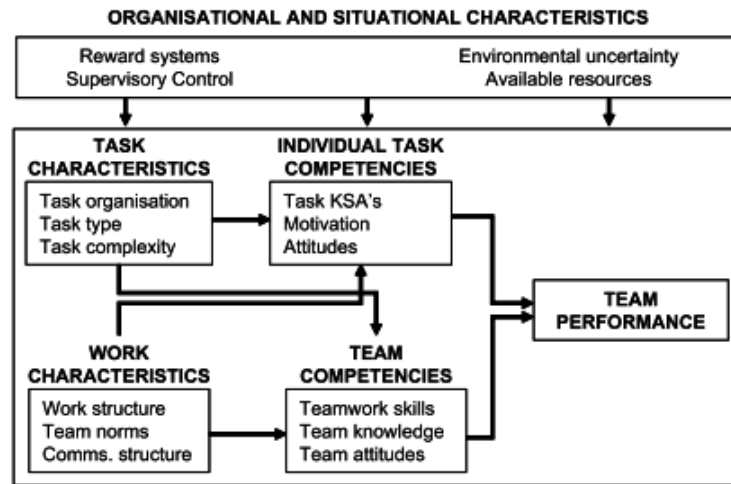 ORGANISATIONAL AND SITUATIONAL CHARACTERISTICS
Reward systems
Supervisory Control
Environmental uncertainty
Available resources
TASK
CHARACTERISTICS
Task organisation
Task type
Task complexity
INDIVIDUAL TASK
COMPETENCIES
Task KSA's
Motivation
Attitudes
WORK
CHARACTERISTICS
Work structure
Team norms
Comms. structure
TEAM
COMPETENCIES
Teamwork skills
Team knowledge
Team attitudes
TEAM
PERFORMANCE